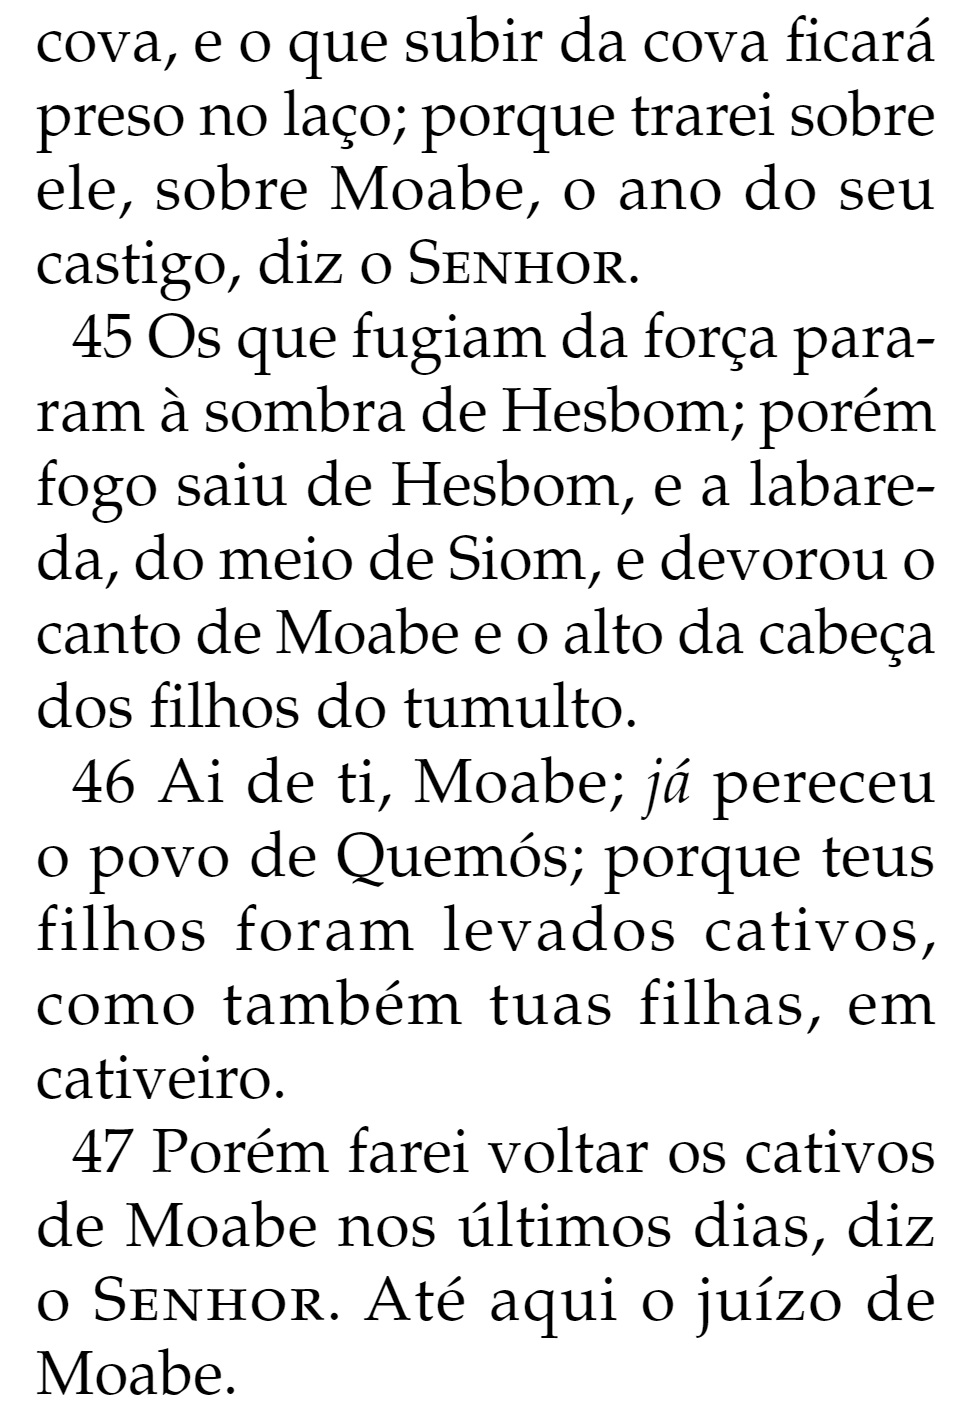 cova, e o que subir da cova ficará
preso no laço; porque trarei sobre
ele, sobre Moabe, o ano do seu
castigo, diz o SENHOR.
45 Os que fugiam da força para-
ram à sombra de Hesbom; porém
fogo saiu de Hesbom, e a labare-
da, do meio de Siom, e devorou o
canto de Moabe e o alto da cabeça
dos filhos do tumulto.
46 Ai de ti, Moabe; já pereceu
o povo de Quemós; porque teus
filhos foram levados cativos,
como também tuas filhas, em
cativeiro.
47 Porém farei voltar os cativos
de Moabe nos últimos dias, diz
o SENHOR. Até aqui o juízo de
Moabe.